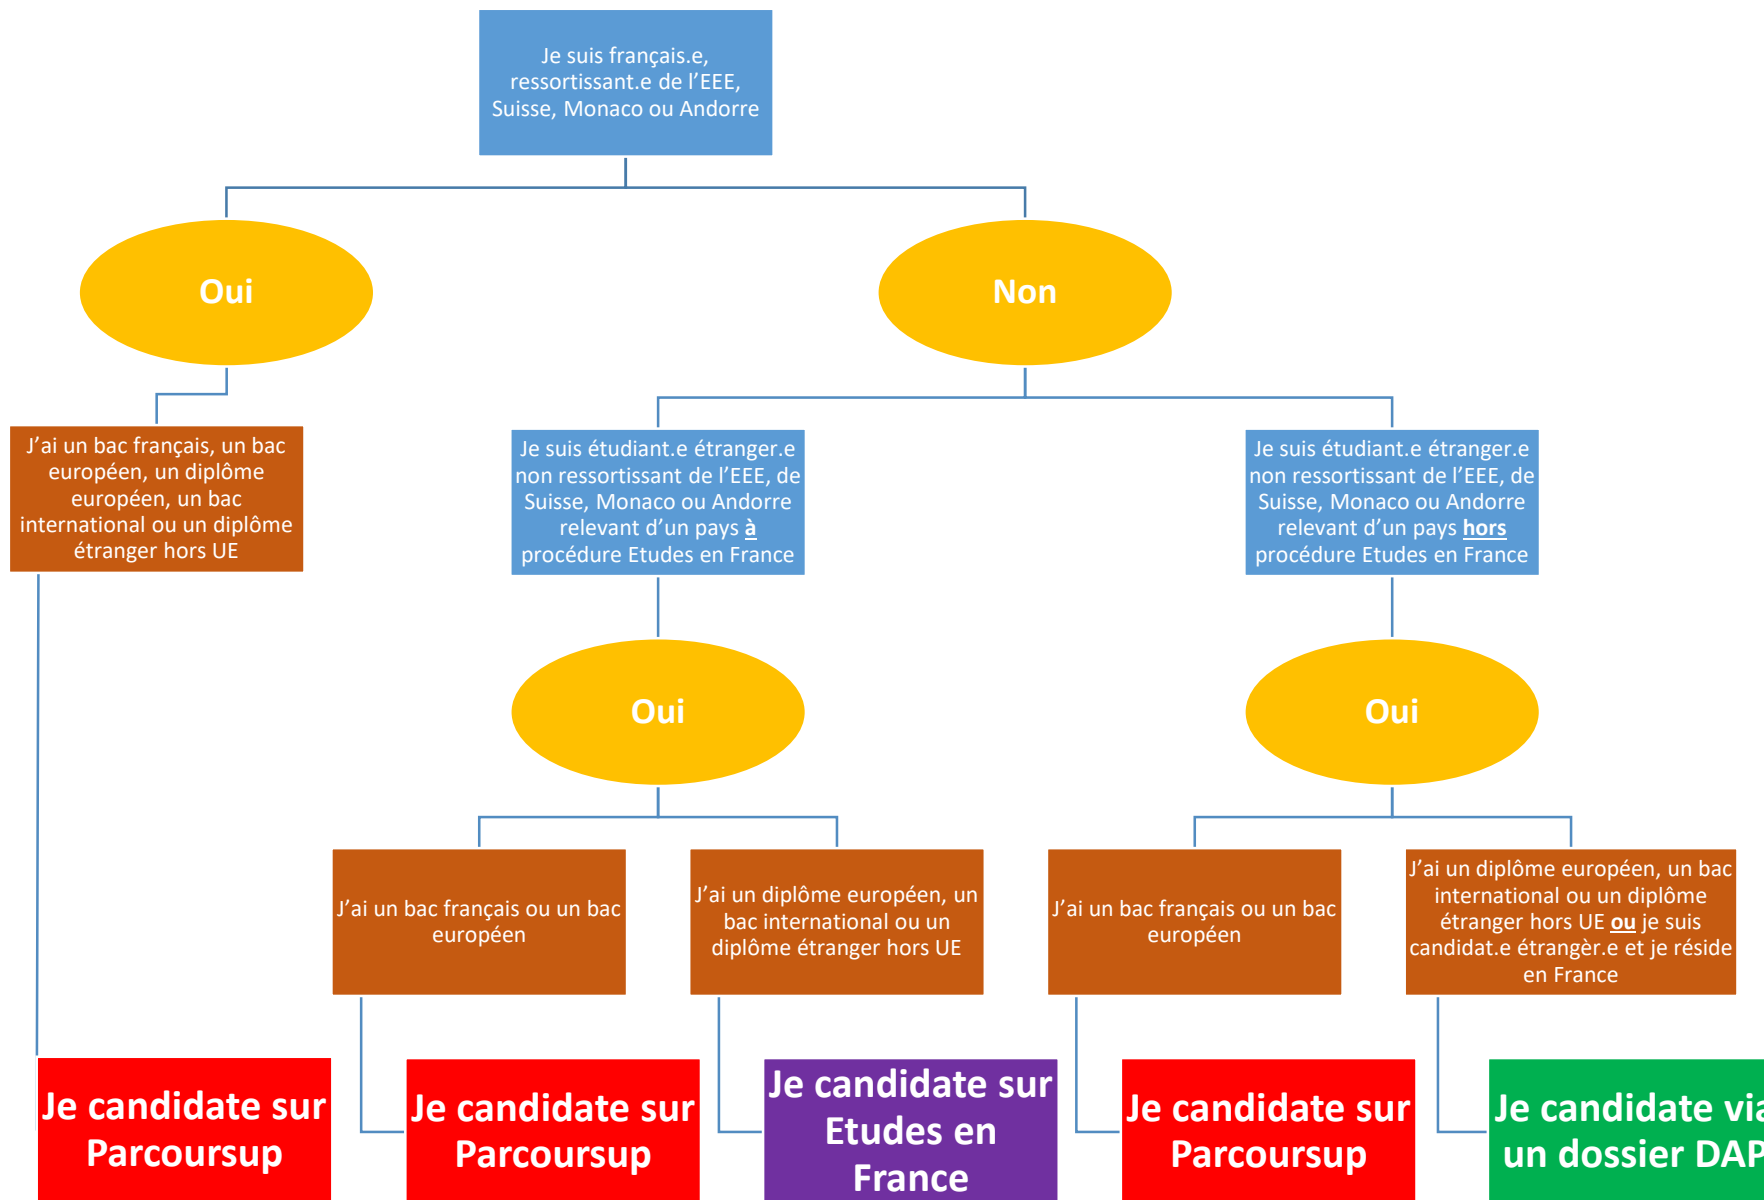 Je suis français.e,
ressortissant.e de l'EEE,
Suisse, Monaco ou Andorre
Oui
Non
J'ai un bac français, un bac
européen, un diplôme
européen, un bac
international ou un diplôme
étranger hors UE
Je suis étudiant.e étranger.e
non ressortissant de l'EEE, de
Suisse, Monaco ou Andorre
relevant d'un pays à
procédure Etudes en France
Je suis étudiant.e étranger.e
non ressortissant de l'EEE, de
Suisse, Monaco ou Andorre
relevant d'un pays hors
procédure Etudes en France
Oui
Oui
J'ai un bac français ou un bac
européen
J'ai un diplôme européen, un
bac international ou un
diplôme étranger hors UE
J'ai un bac français ou un bac
européen
J'ai un diplôme européen, un bac
international ou un diplôme
étranger hors UE ou je suis
candidat.e étrangèr.e et je réside
en France
Je candidate sur
Parcoursup
Je candidate sur
Parcoursup
Je candidate sur
Etudes en
France
Je candidate sur
Parcoursup
Je candidate via
un dossier DAP